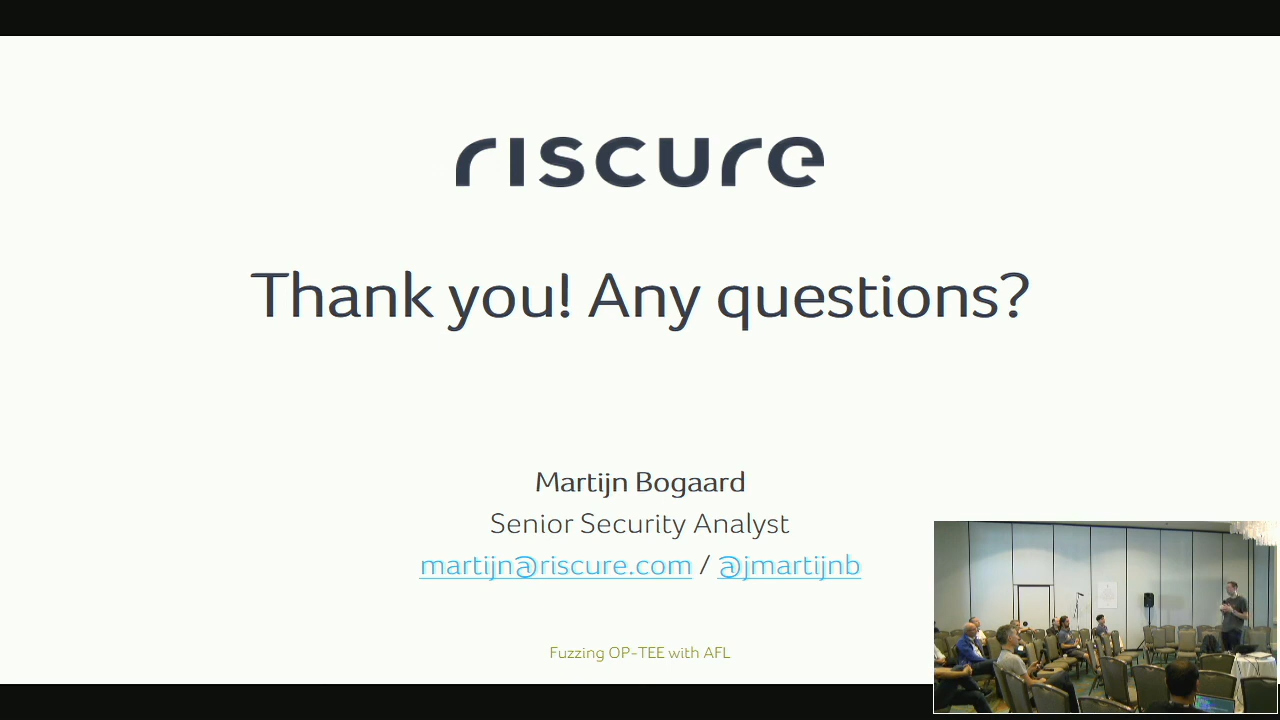 riscure
Thank you! Any questions?
Martijn Bogaard
Senior Security Analyst
martijn@riscure.com / @jmartijnb
Fuzzing OP-TEE with AFL